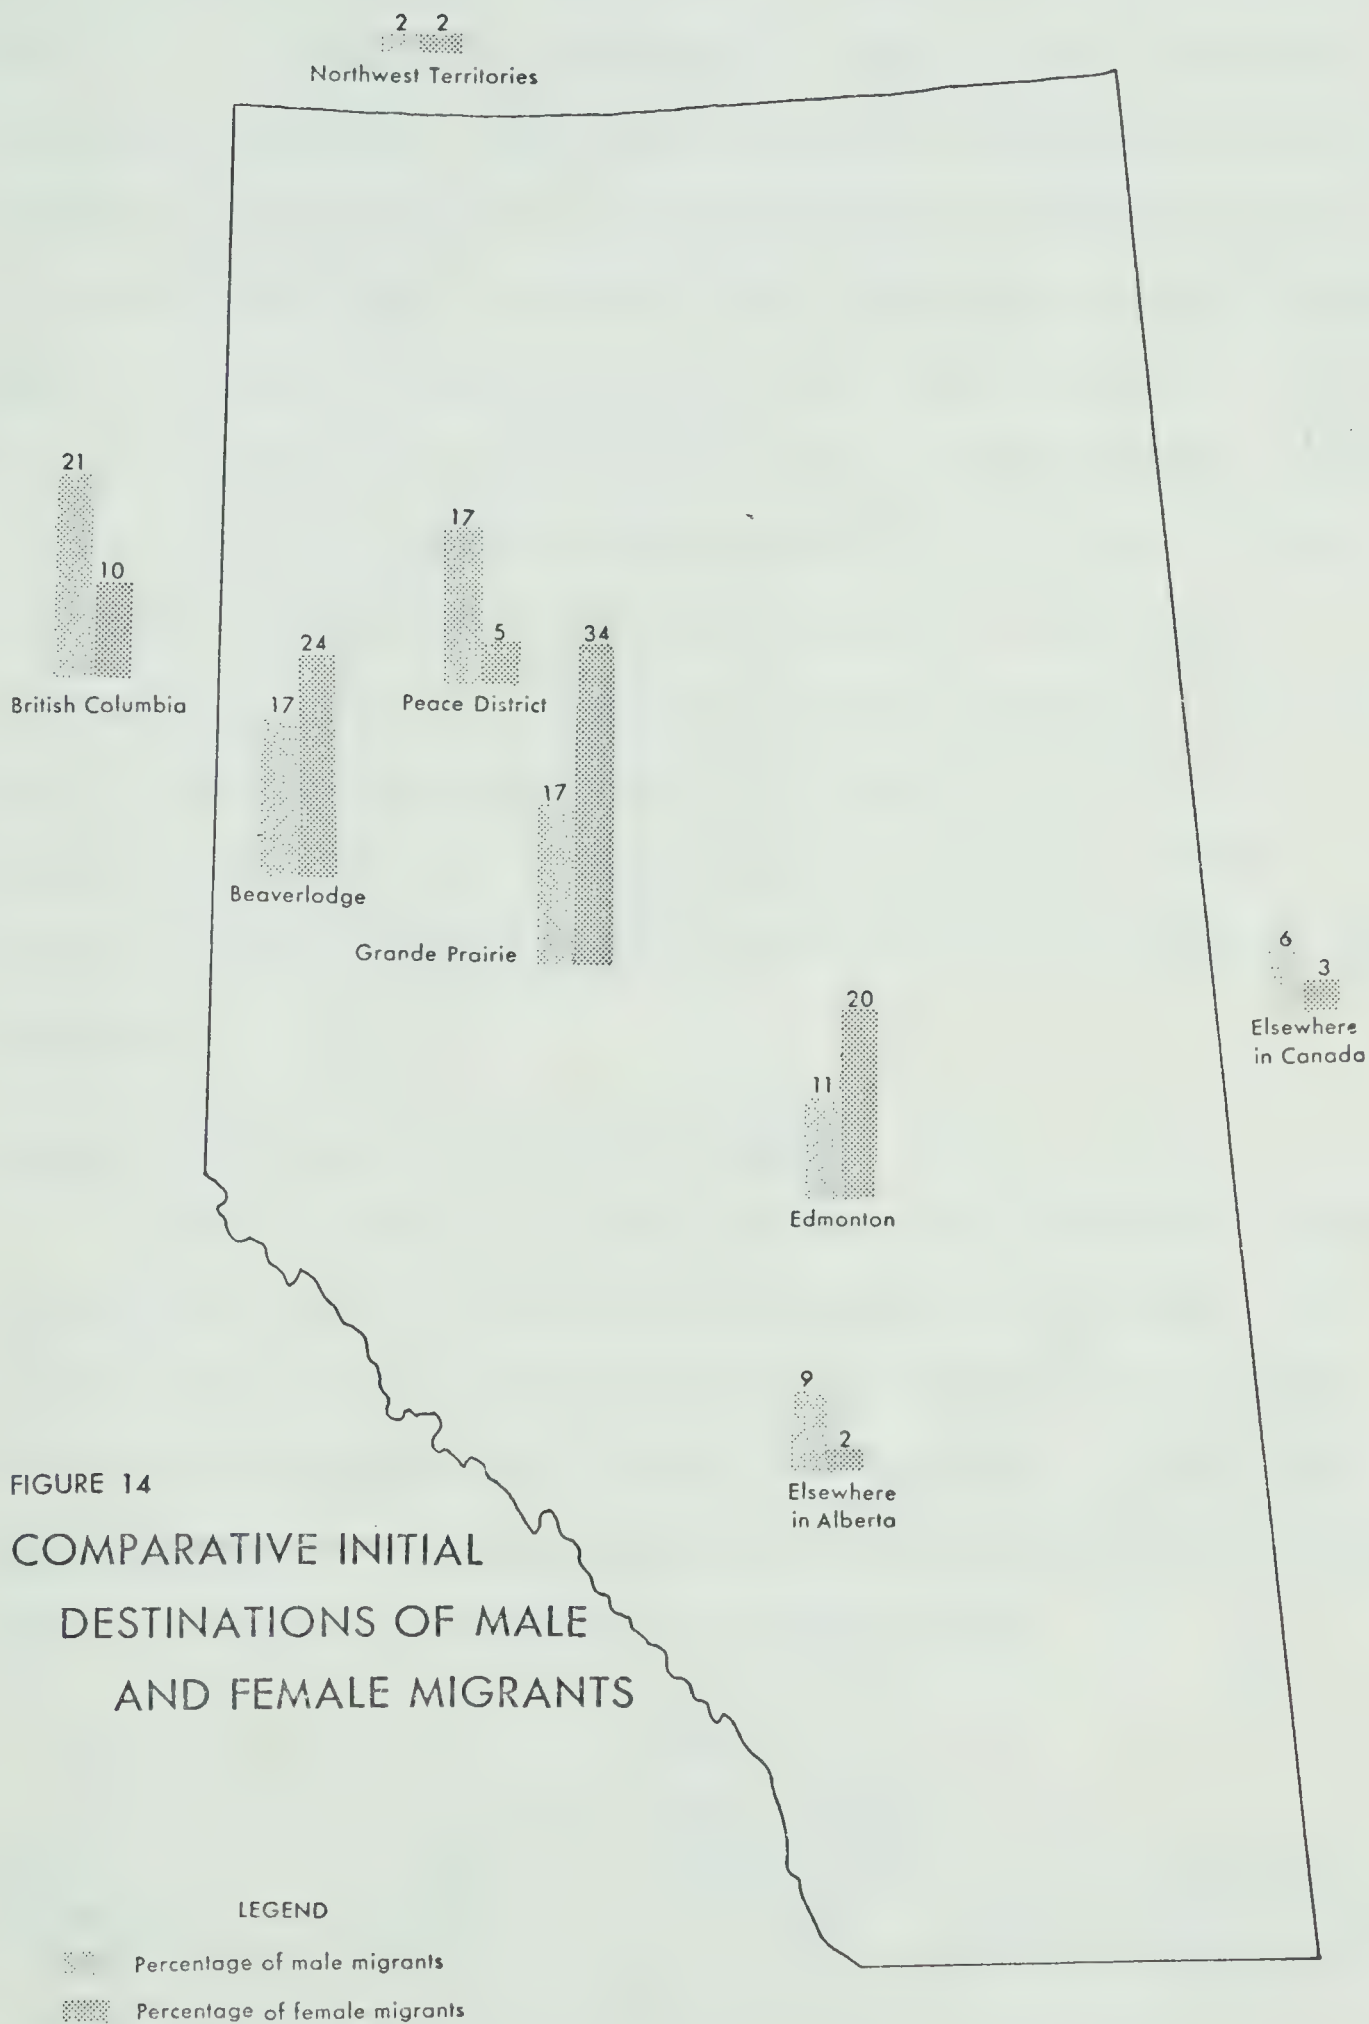 2 2
Northwest Territories
21
10
British Columbia
17
5
Peace District
24
17
Beaverlodge
34
17
Grande Prairie
6
3
Elsewhere
in Canada
20
11
Edmonton
9
2
Elsewhere
in Alberta
FIGURE 14
COMPARATIVE INITIAL
DESTINATIONS OF MALE
AND FEMALE MIGRANTS
LEGEND
Percentage of male migrants
Percentage of female migrants